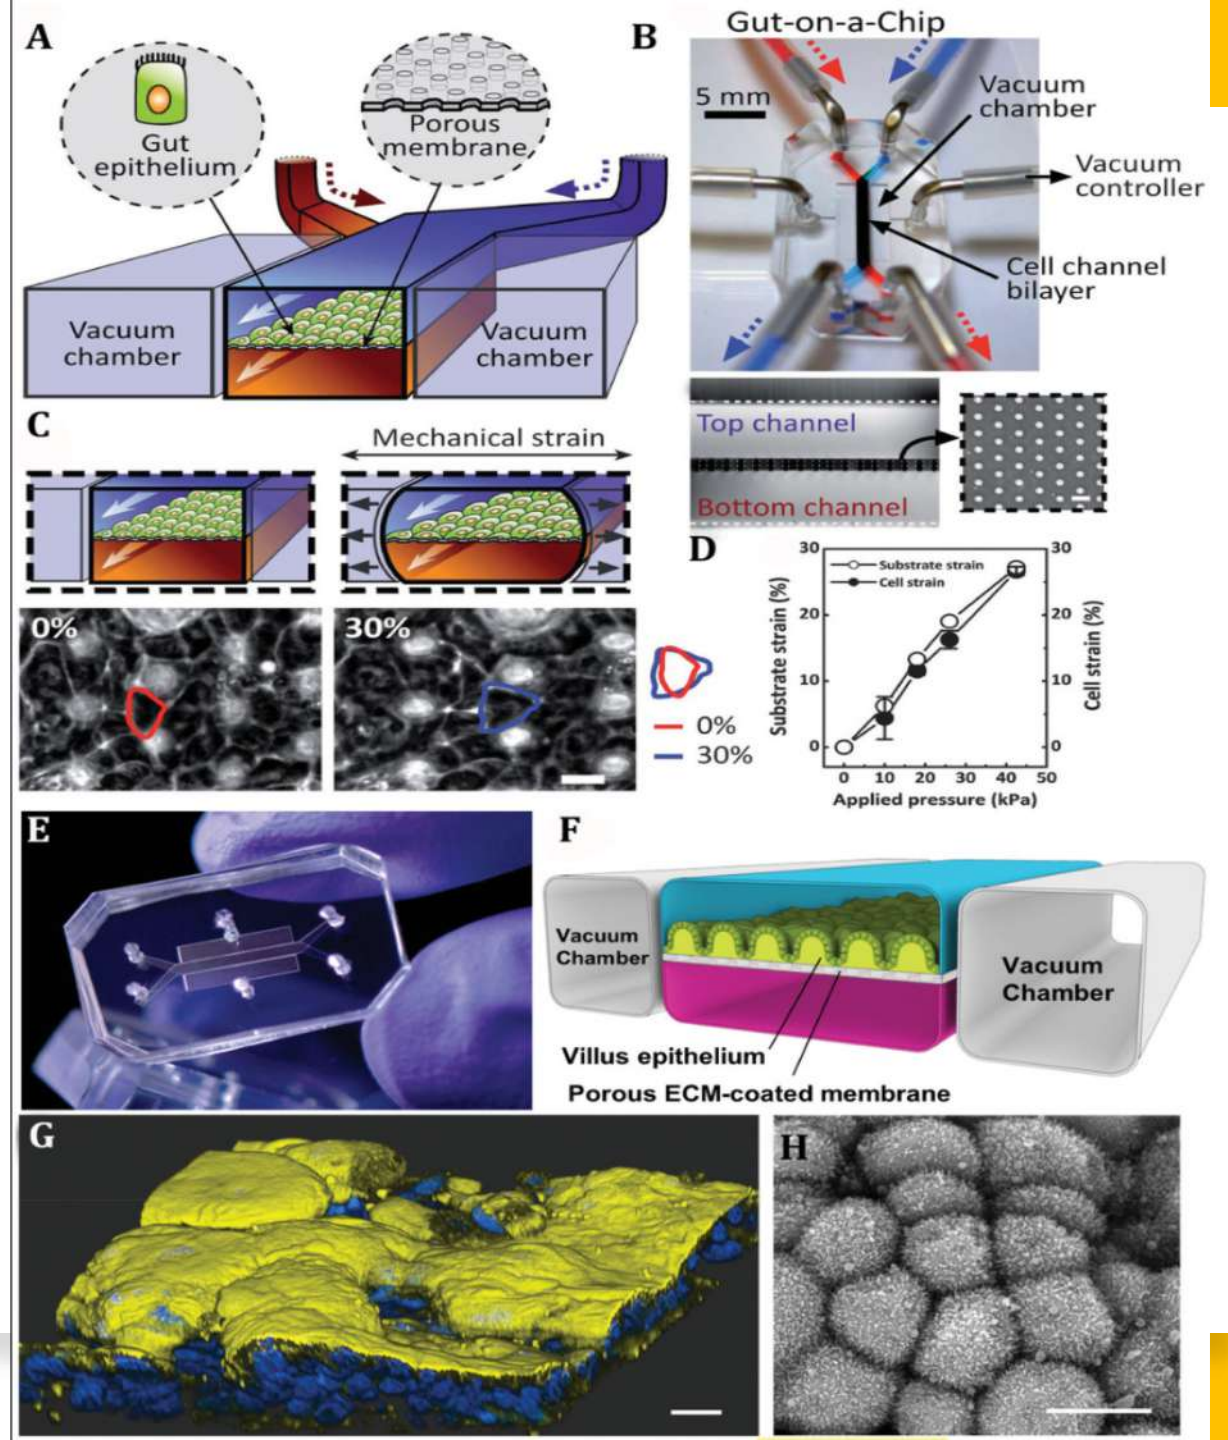 A
Gut
epithelium
Porous
membrane
Vacuum
chamber
Vacuum
chamber
B
Gut-on-a-Chip
5 mm
Vacuum
chamber
Vacuum
controller
Cell channel
bilayer
Top channel
Bottom channel
C
Mechanical strain
0%
30%
0%
30%
D
Substrate strain
Cell strain
Substrate strain (%)
30
20
10
0
Cell strain (%)
30
20
10
0
0
10
20
30
40
50
Applied pressure (kPa)
E
F
Vacuum
Chamber
Vacuum
Chamber
Villus epithelium
Porous ECM-coated membrane
G
H